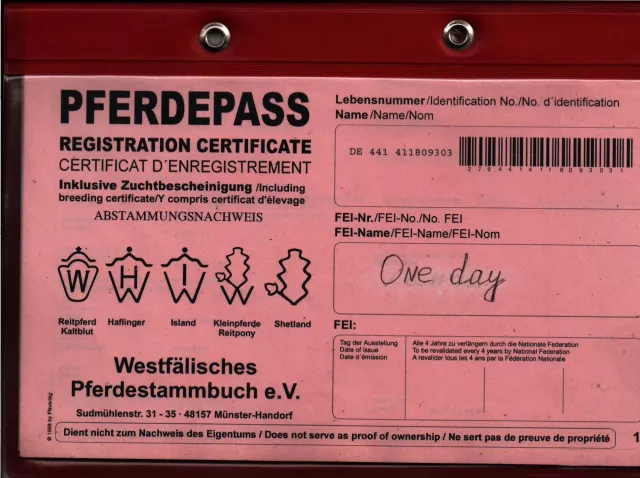 PFERDEPASS
REGISTRATION CERTIFICATE
CERTIFICAT D´ENREGISTREMENT
Inklusive Zuchtbescheinigung /Including
breeding certificate/Y compris certificat d'élevage
ABSTAMMUNGSNACHWEIS
W
H
I
W
Reitpferd
Kaltblut
Haflinger
Island
Kleinpferde
Reitpony
Shetland
Westfälisches
Pferdestammbuch e.V.
Sudmühlenstr. 31 - 35 · 48157 Münster-Handorf
Lebensnummer/Identification No./No. d´identification
Name/Name/Nom
DE 441 411809303
FEI-Nr./FEI-No./No. FEI
FEI-Name/FEI-Name/FEI-Nom
One day
FEI:
Tag der Ausstellung
Date of issue
Date d´émission
Alle 4 Jahre zu verlängern durch die Nationale Federation
To be revalidated every 4 years by National Federation
A revalider tous les 4 ans par la Fédération Nationale
Dient nicht zum Nachweis des Eigentums / Does not serve as proof of ownership / Ne sert pas de preuve de propriété
1